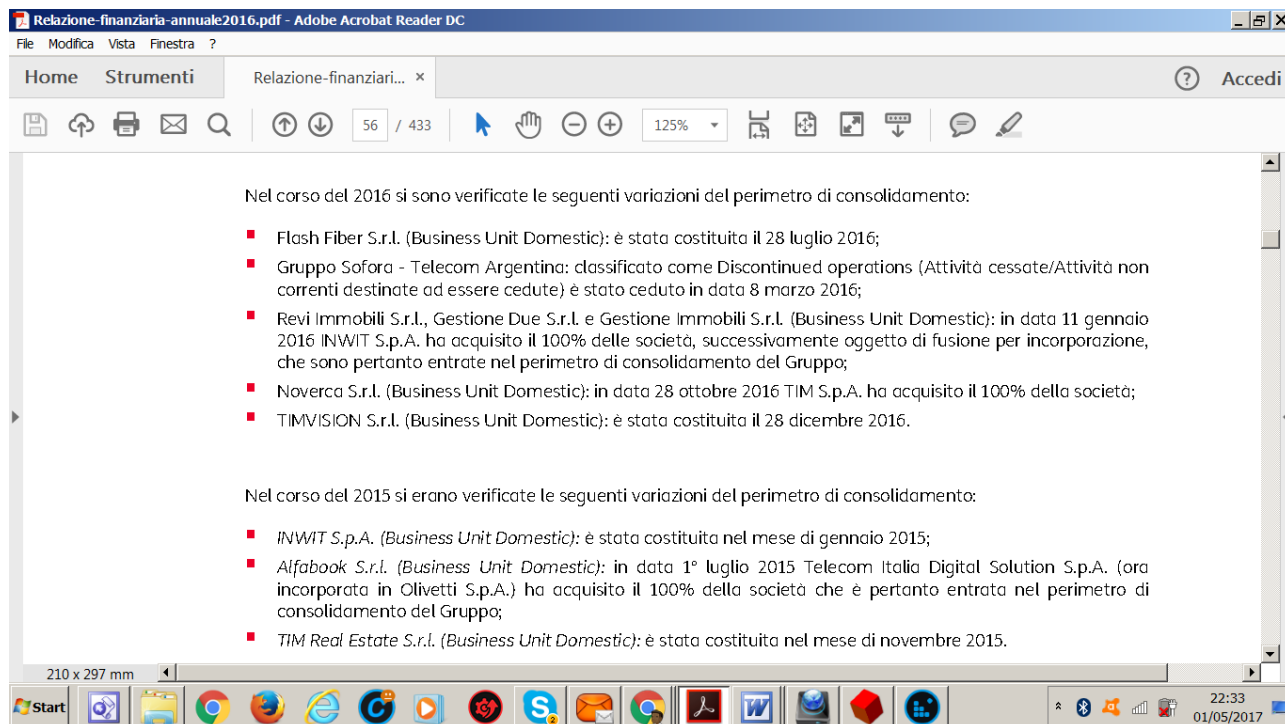 Relazione-finanziaria-annuale2016.pdf - Adobe Acrobat Reader DC
File Modifica Vista Finestra ?
Home Strumenti Relazione-finanziari... × ? Accedi
56 / 433 125%
Nel corso del 2016 si sono verificate le seguenti variazioni del perimetro di consolidamento:
Flash Fiber S.r.l. (Business Unit Domestic): è stata costituita il 28 luglio 2016;
Gruppo Sofora - Telecom Argentina: classificato come Discontinued operations (Attività cessate/Attività non
correnti destinate ad essere cedute) è stato ceduto in data 8 marzo 2016;
Revi Immobili S.r.l., Gestione Due S.r.l. e Gestione Immobili S.r.l. (Business Unit Domestic): in data 11 gennaio
2016 INWIT S.p.A. ha acquisito il 100% delle società, successivamente oggetto di fusione per incorporazione,
che sono pertanto entrate nel perimetro di consolidamento del Gruppo;
Noverca S.r.l. (Business Unit Domestic): in data 28 ottobre 2016 TIM S.p.A. ha acquisito il 100% della società;
TIMVISION S.r.l. (Business Unit Domestic): è stata costituita il 28 dicembre 2016.
Nel corso del 2015 si erano verificate le seguenti variazioni del perimetro di consolidamento:
INWIT S.p.A. (Business Unit Domestic): è stata costituita nel mese di gennaio 2015;
Alfabook S.r.l. (Business Unit Domestic): in data 1° luglio 2015 Telecom Italia Digital Solution S.p.A. (ora
incorporata in Olivetti S.p.A.) ha acquisito il 100% della società che è pertanto entrata nel perimetro di
consolidamento del Gruppo;
TIM Real Estate S.r.l. (Business Unit Domestic): è stata costituita nel mese di novembre 2015.
210 x 297 mm
Start 22:33
01/05/2017